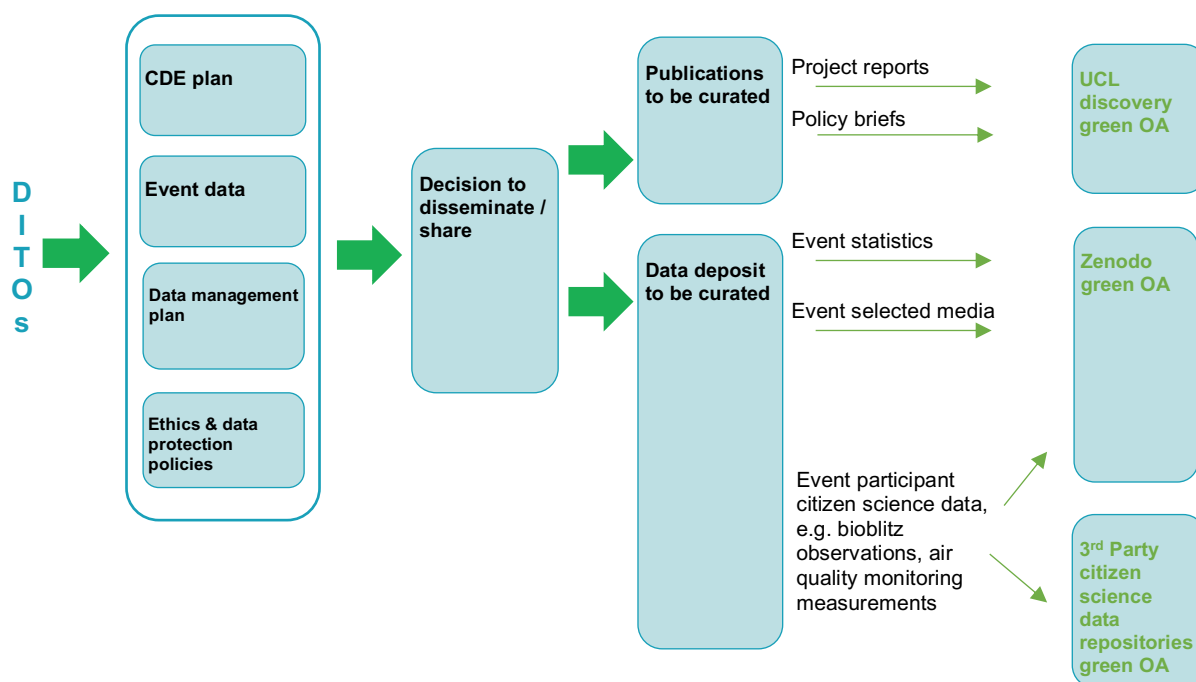 D
I
T
O
s
CDE plan
Event data
Data management
plan
Ethics & data
protection
policies
Decision to
disseminate /
share
Publications
to be curated
Data deposit
to be curated
Project reports
Policy briefs
Event statistics
Event selected media
Event participant
citizen science data,
e.g. bioblitz
observations, air
quality monitoring
measurements
UCL
discovery
green OA
Zenodo
green OA
3rd Party
citizen
science
data
repositories
green OA